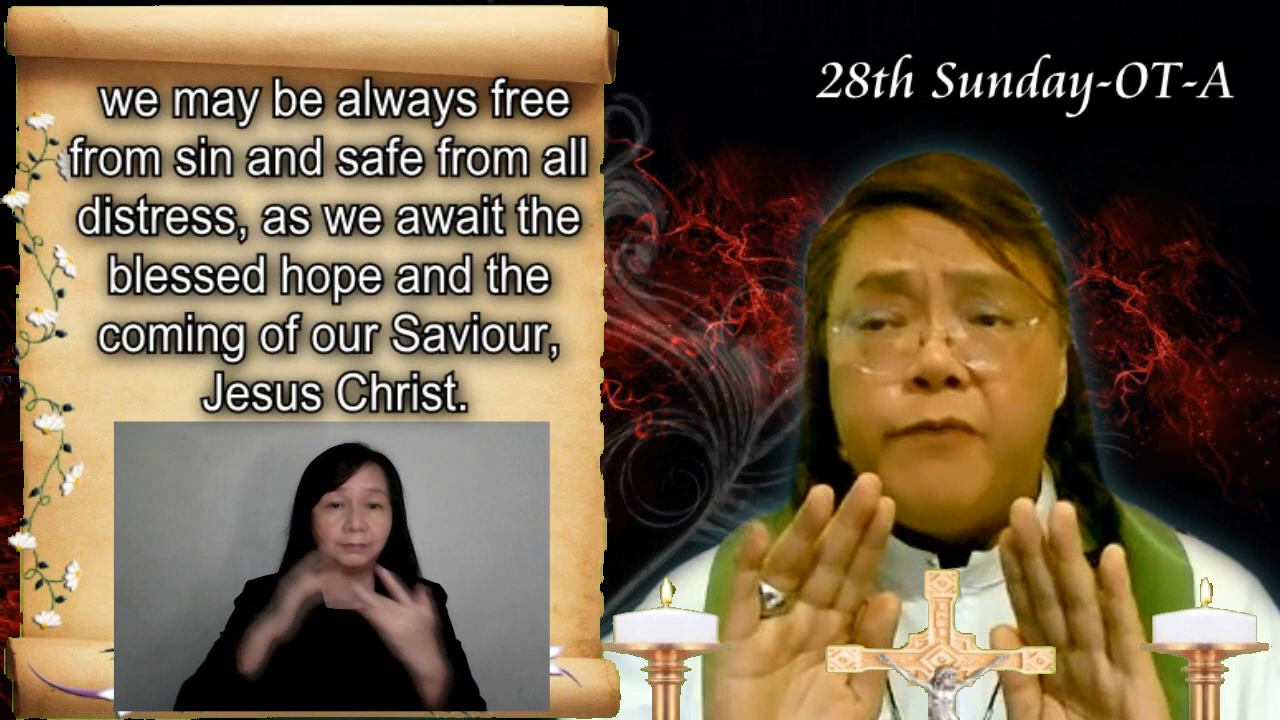 we may be always free
from sin and safe from all
distress, as we await the
blessed hope and the
coming of our Saviour,
Jesus Christ.
28th Sunday-OT-A